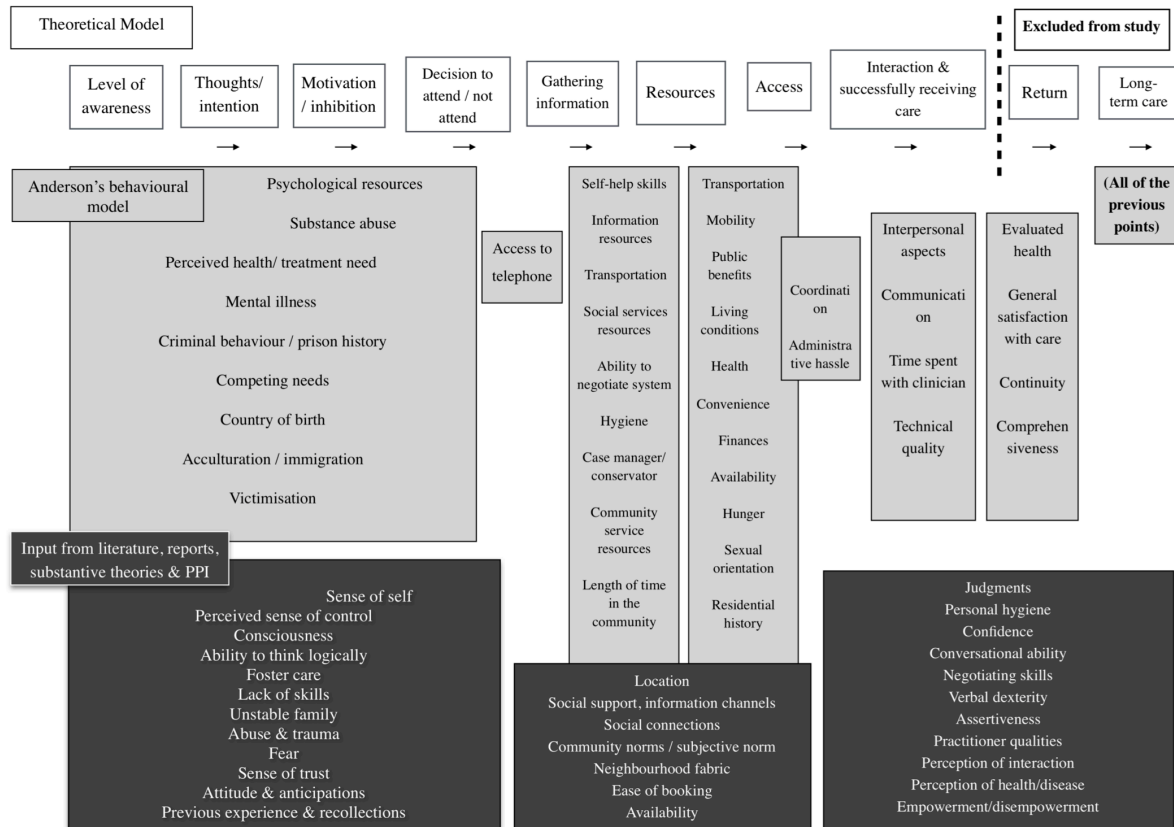 Theoretical Model
Excluded from study
Level of
awareness
Thoughts/
intention
Motivation
/ inhibition
Decision to
attend / not
attend
Gathering
information
Resources
Access
Interaction &
successfully receiving
care
Return
Long-
term care
Anderson's behavioural
model
Psychological resources
Substance abuse
Perceived health/ treatment need
Mental illness
Criminal behaviour / prison history
Competing needs
Country of birth
Acculturation / immigration
Victimisation
Access to
telephone
Self-help skills
Information
resources
Transportation
Social services
resources
Ability to
negotiate system
Hygiene
Case manager/
conservator
Community
service
resources
Length of time
in the
community
Transportation
Mobility
Public
benefits
Living
conditions
Health
Convenience
Finances
Availability
Hunger
Sexual
orientation
Residential
history
Coordinati
on
Administra
tive hassle
Interpersonal
aspects
Communicati
on
Time spent
with clinician
Technical
quality
Evaluated
health
General
satisfaction
with care
Continuity
Comprehen
siveness
(All of the
previous
points)
Input from literature, reports,
substantive theories & PPI
Sense of self
Perceived sense of control
Consciousness
Ability to think logically
Foster care
Lack of skills
Unstable family
Abuse & trauma
Fear
Sense of trust
Attitude & anticipations
Previous experience & recollections
Location
Social support, information channels
Social connections
Community norms / subjective norm
Neighbourhood fabric
Ease of booking
Availability
Judgments
Personal hygiene
Confidence
Conversational ability
Negotiating skills
Verbal dexterity
Assertiveness
Practitioner qualities
Perception of interaction
Perception of health/disease
Empowerment/disempowerment